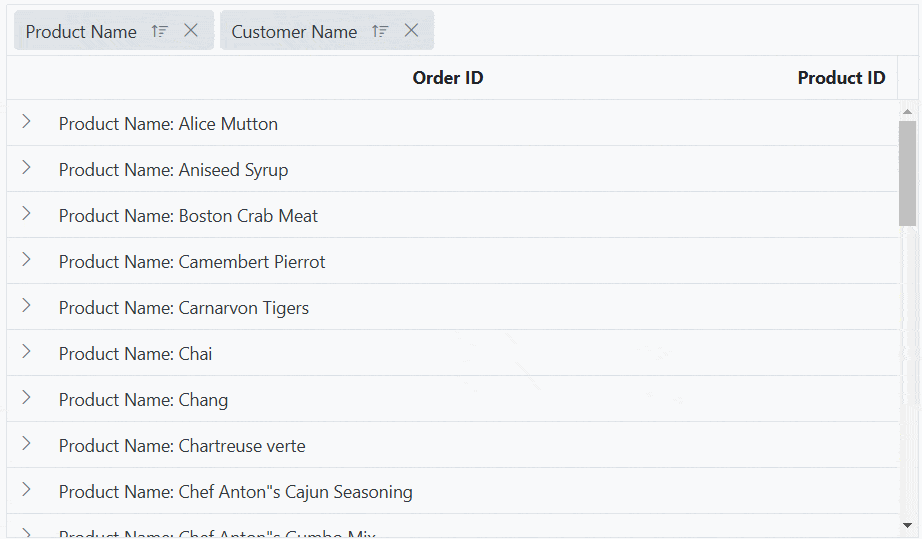 Product Name Customer Name
Order ID Product ID
Product Name: Alice Mutton
Product Name: Aniseed Syrup
Product Name: Boston Crab Meat
Product Name: Camembert Pierrot
Product Name: Carnarvon Tigers
Product Name: Chai
Product Name: Chang
Product Name: Chartreuse verte
Product Name: Chef Anton"s Cajun Seasoning
Product Name: Chef Anton"s Gumbo Mix